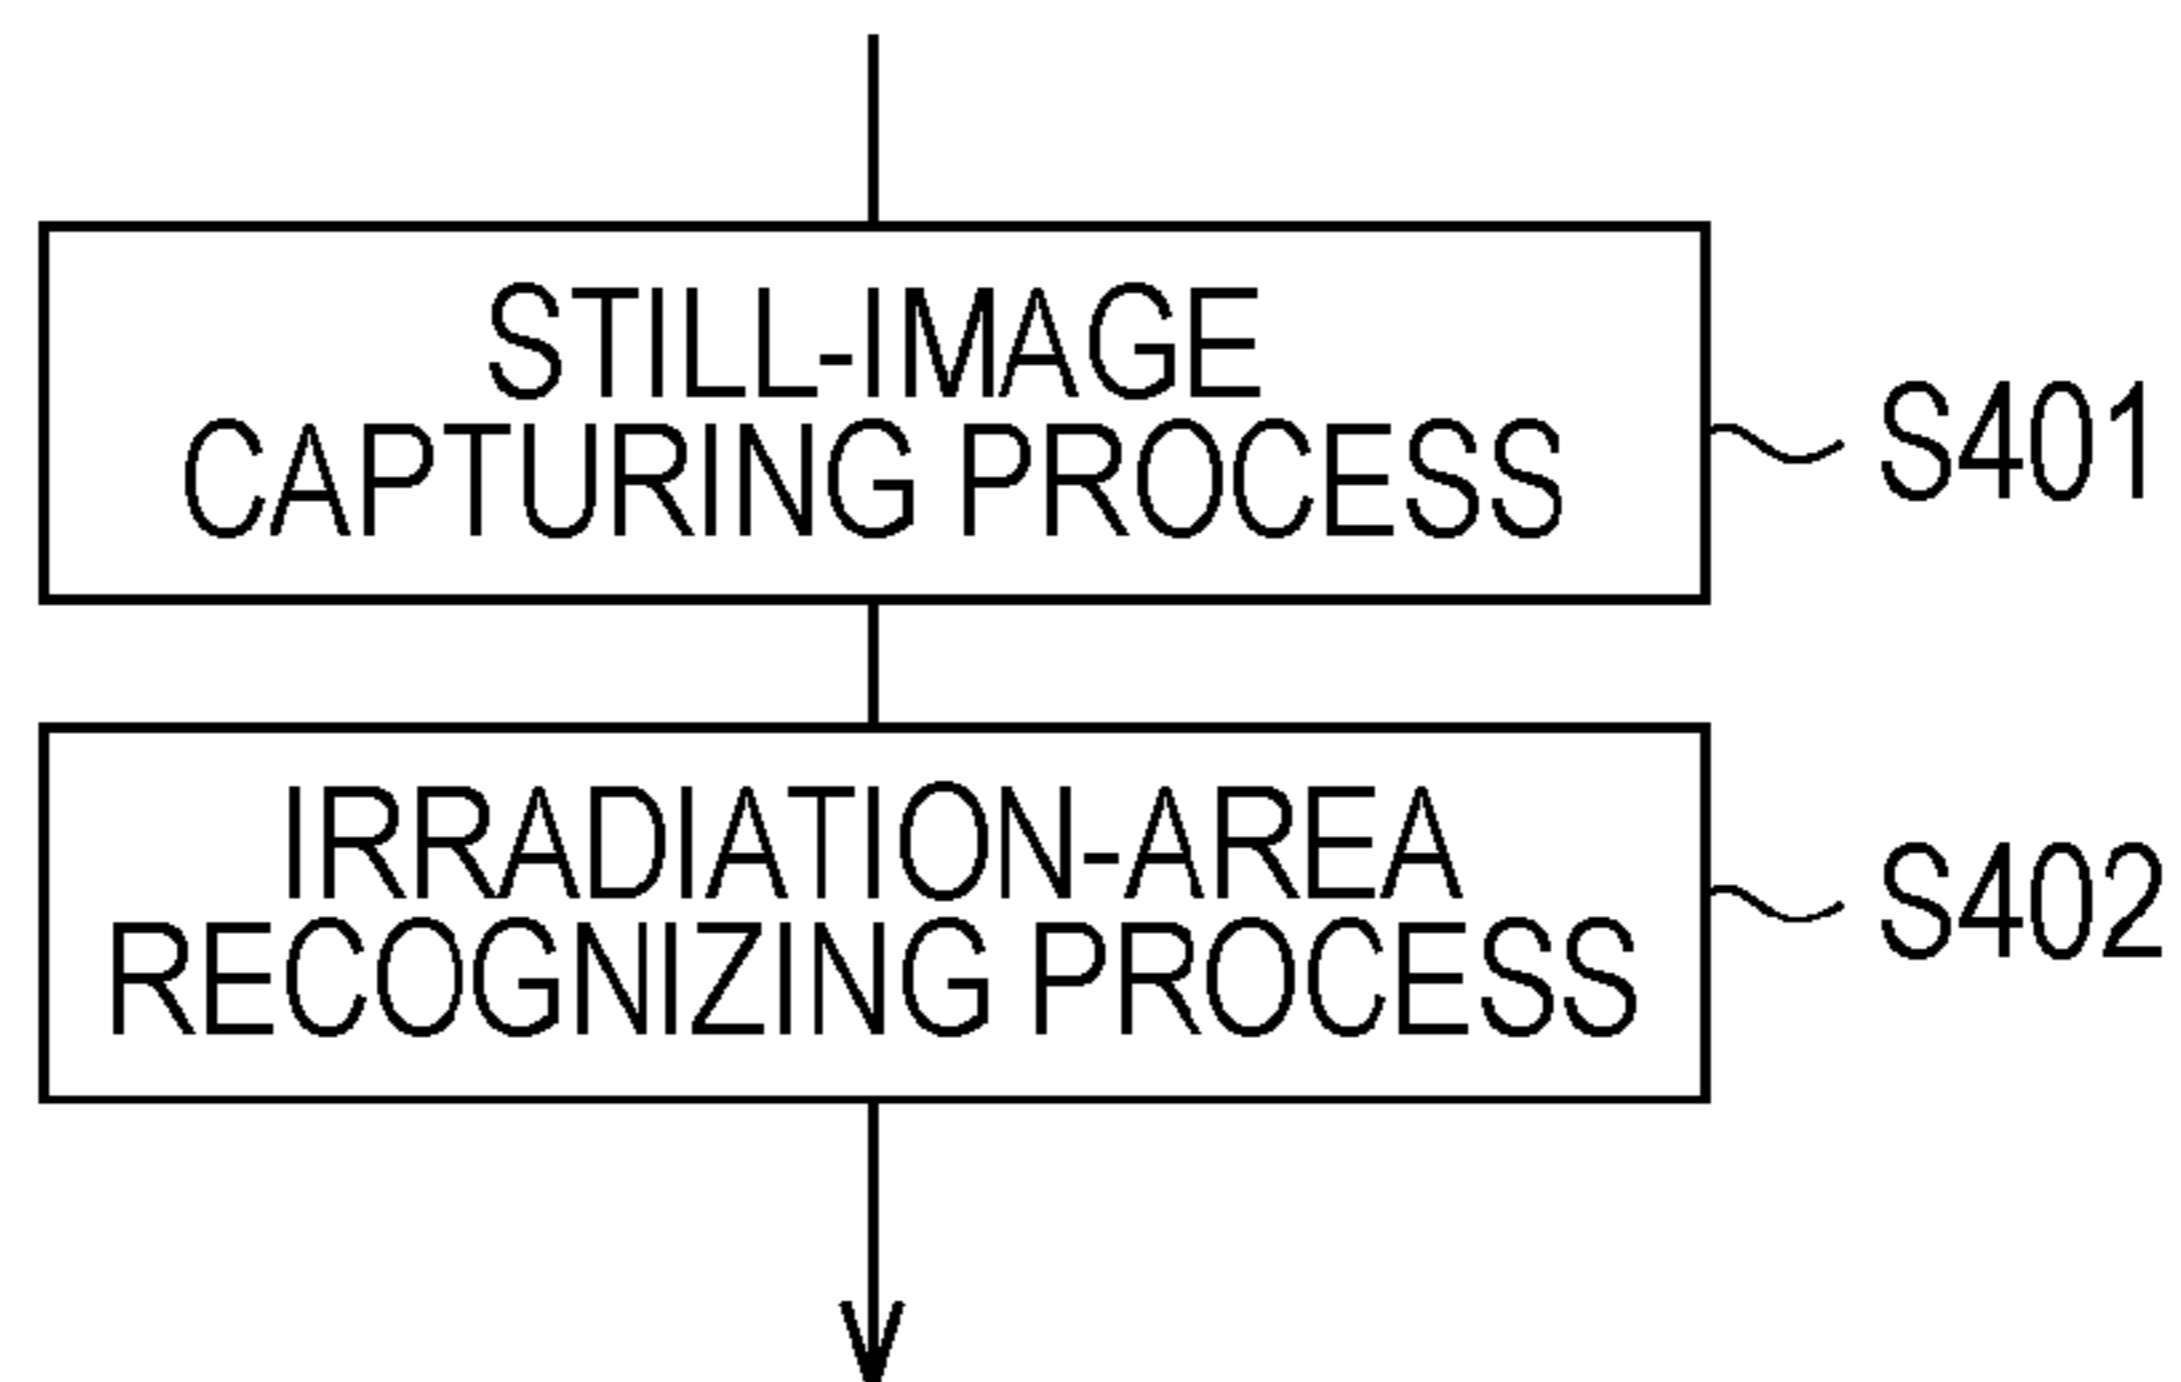 STILL-IMAGE
CAPTURING PROCESS
S401
IRRADIATION-AREA
RECOGNIZING PROCESS
S402